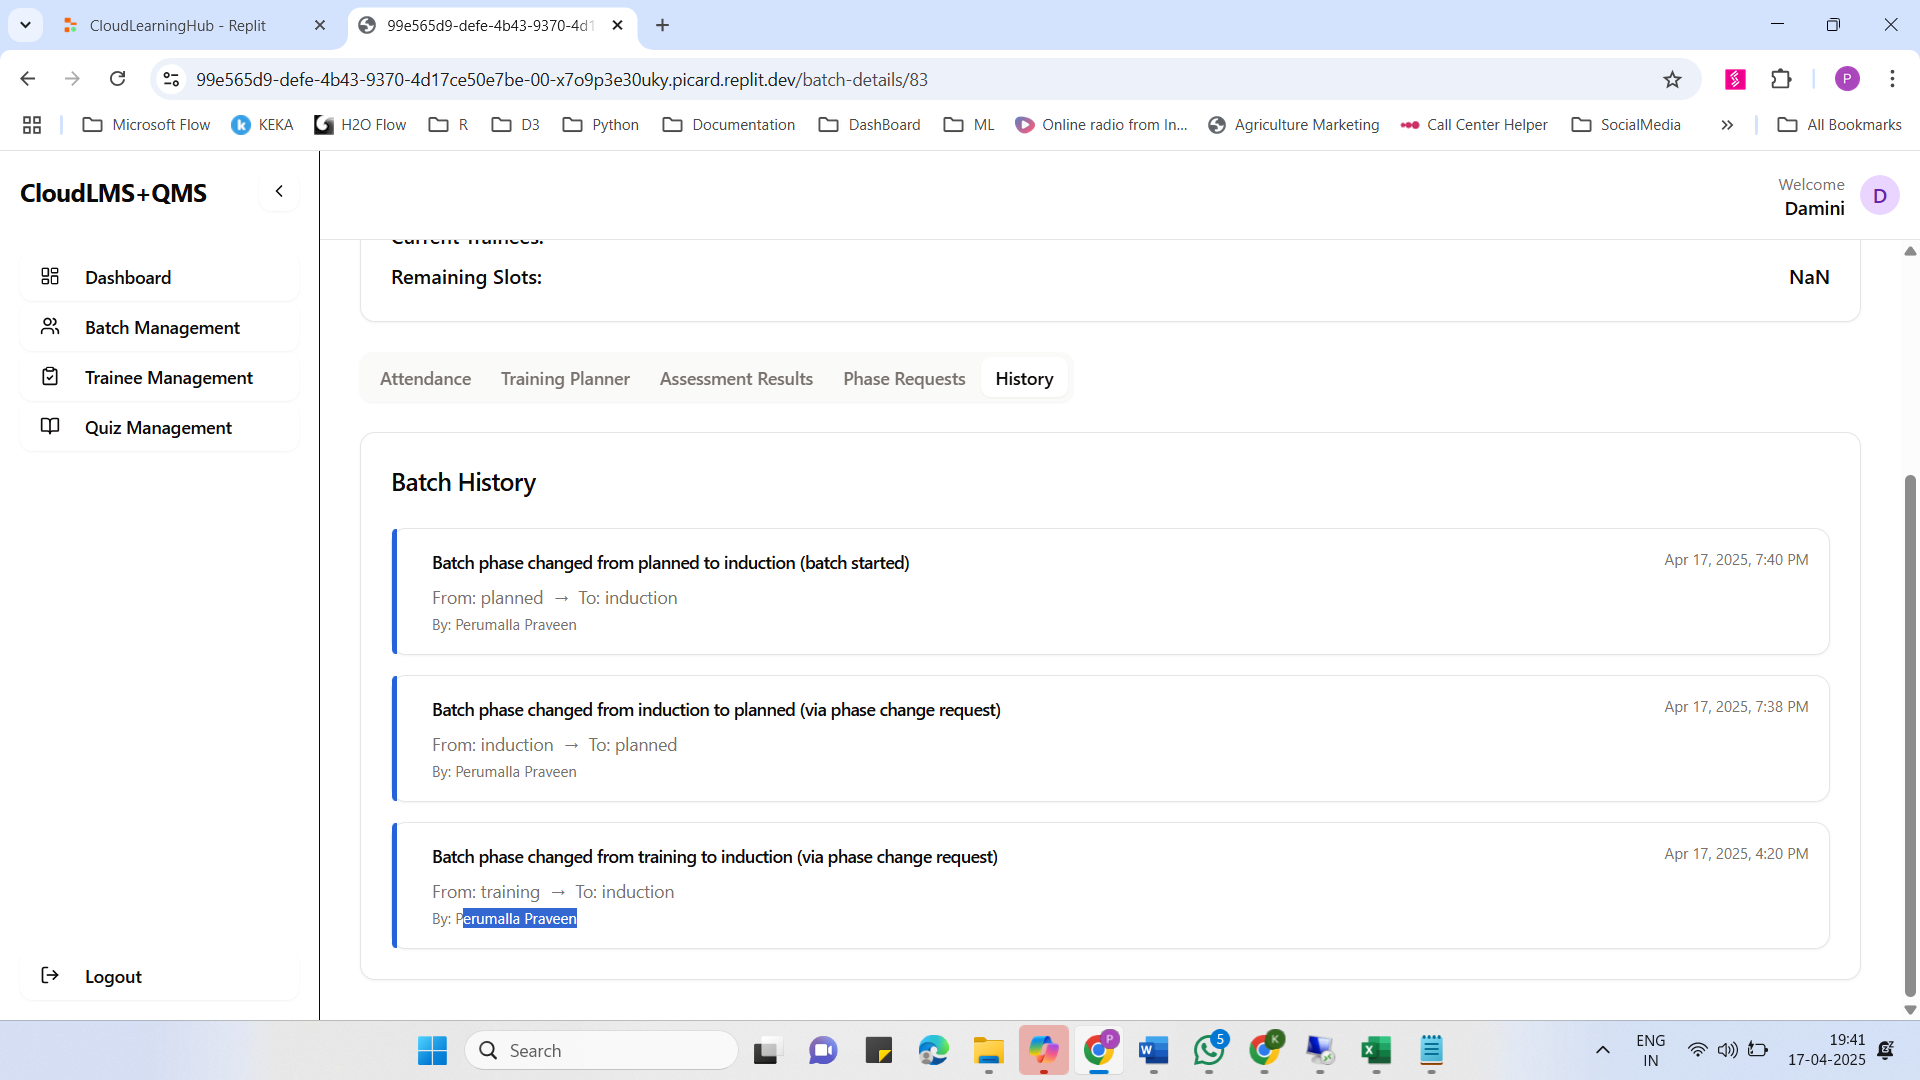 CloudLearningHub - Replit
99e565d9-defe-4b43-9370-4d1
99e565d9-defe-4b43-9370-4d17ce50e7be-00-x7o9p3e30uky.picard.replit.dev/batch-details/83
P
Microsoft Flow
KEKA
H2O Flow
R
D3
Python
Documentation
DashBoard
ML
Online radio from In...
Agriculture Marketing
Call Center Helper
SocialMedia
All Bookmarks
CloudLMS+QMS
Welcome
Damini
D
Dashboard
Batch Management
Trainee Management
Quiz Management
Logout
Remaining Slots:
NaN
Attendance
Training Planner
Assessment Results
Phase Requests
History
Batch History
Batch phase changed from planned to induction (batch started)
Apr 17, 2025, 7:40 PM
From: planned → To: induction
By: Perumalla Praveen
Batch phase changed from induction to planned (via phase change request)
Apr 17, 2025, 7:38 PM
From: induction → To: planned
By: Perumalla Praveen
Batch phase changed from training to induction (via phase change request)
Apr 17, 2025, 4:20 PM
From: training → To: induction
By: Perumalla Praveen
Search
P
5
K
ENG
IN
19:41
17-04-2025